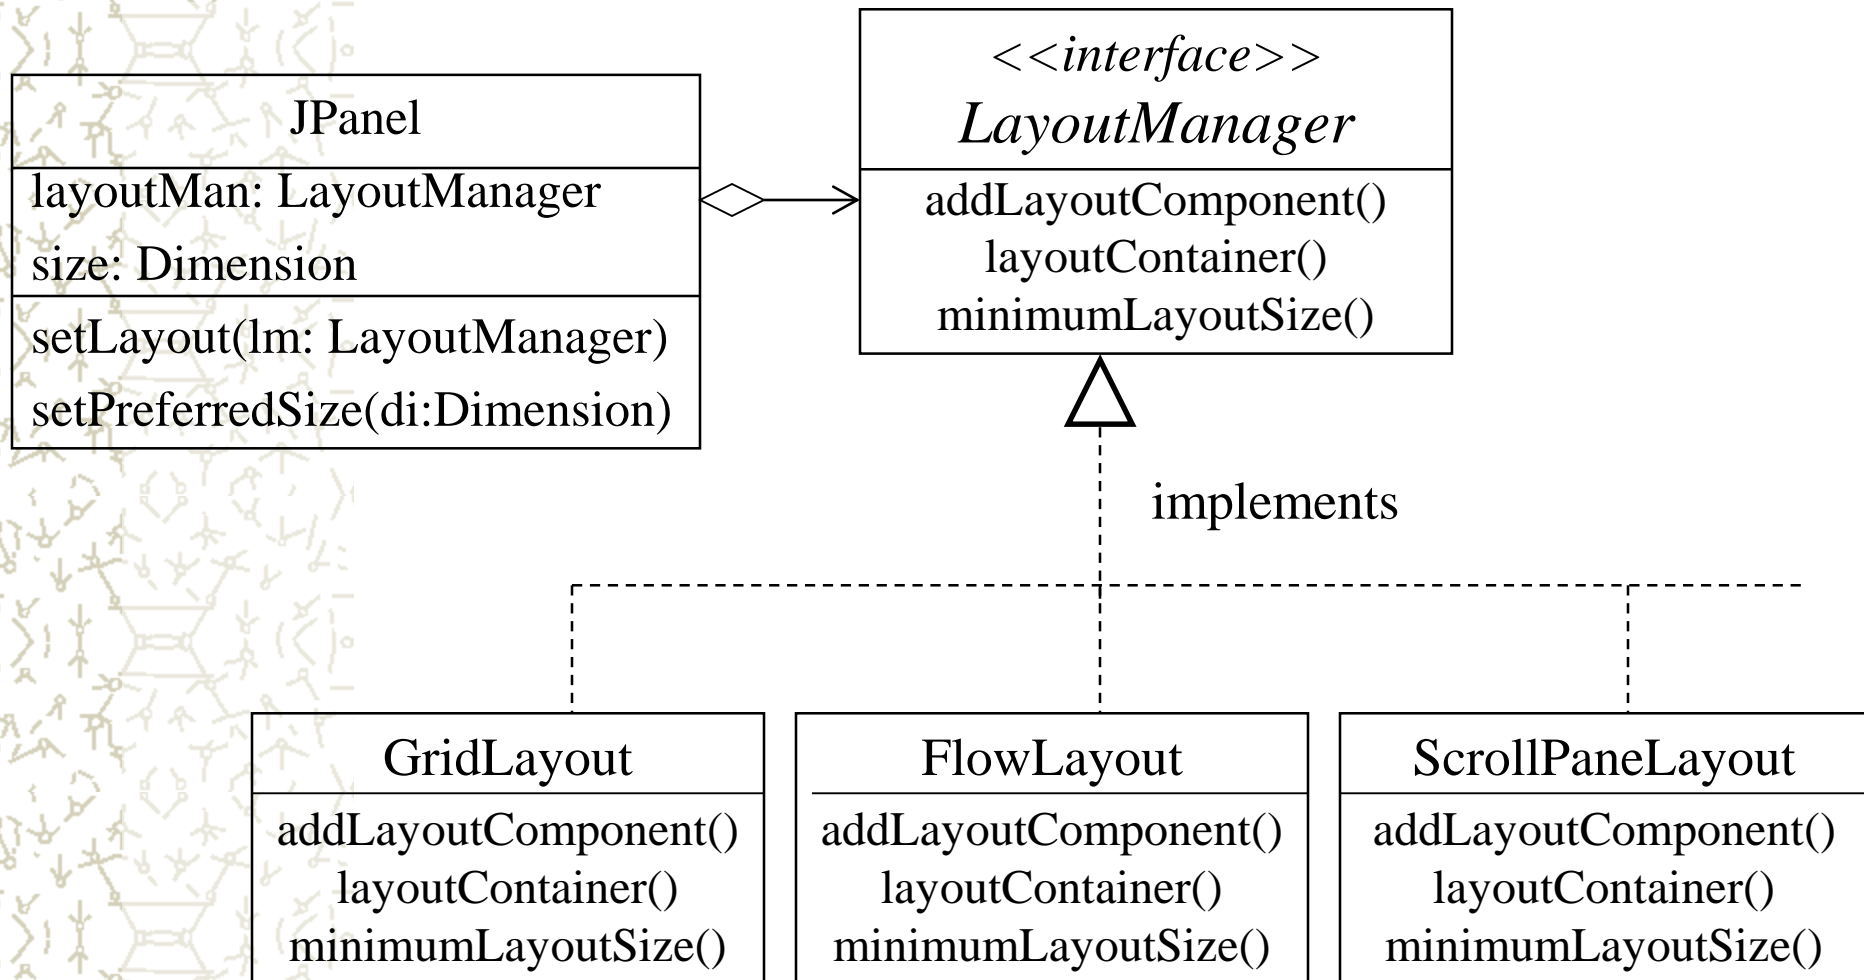 JPanel
layoutMan: LayoutManager
size: Dimension
setLayout(lm: LayoutManager)
setPreferredSize(di:Dimension)
<<interface>>
LayoutManager
addLayoutComponent()
layoutContainer()
minimumLayoutSize()
implements
GridLayout
addLayoutComponent()
layoutContainer()
minimumLayoutSize()
FlowLayout
addLayoutComponent()
layoutContainer()
minimumLayoutSize()
ScrollPaneLayout
addLayoutComponent()
layoutContainer()
minimumLayoutSize()